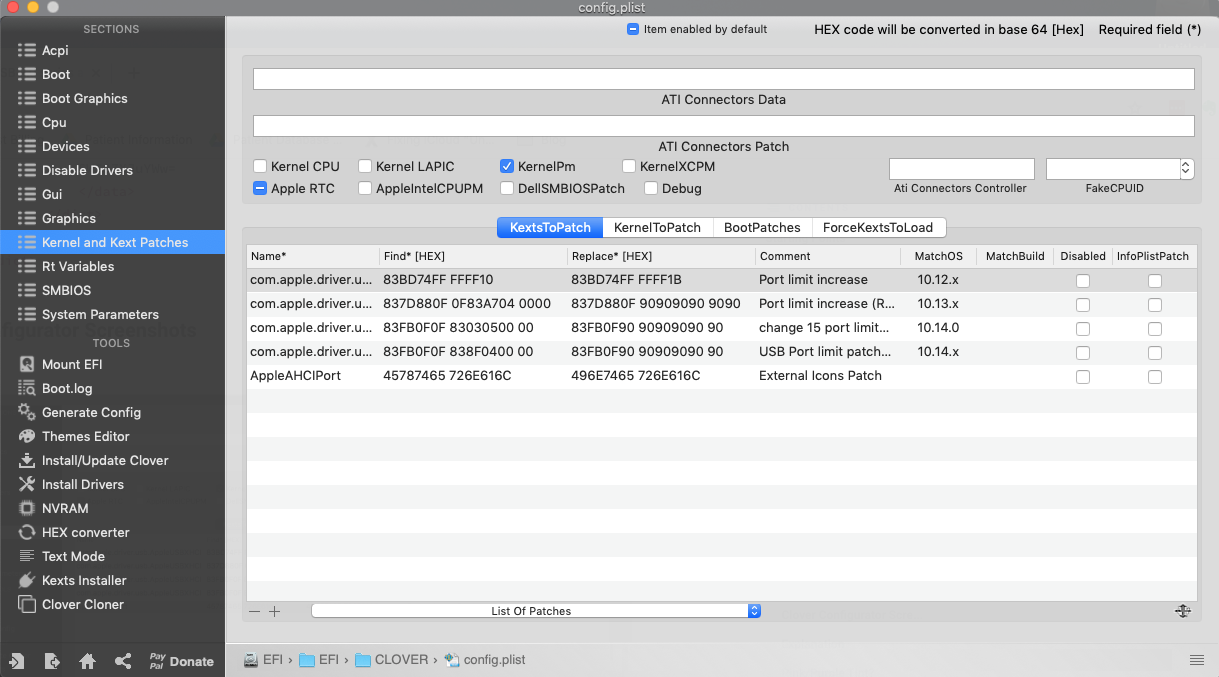 config.plist
SECTIONS
Acpi
Boot
Boot Graphics
Cpu
Devices
Disable Drivers
Gui
Graphics
Kernel and Kext Patches
Rt Variables
SMBIOS
System Parameters
TOOLS
Mount EFI
Boot.log
Generate Config
Themes Editor
Install/Update Clover
Install Drivers
NVRAM
HEX converter
Text Mode
Kexts Installer
Clover Cloner
Pay Pal Donate
Item enabled by default HEX code will be converted in base 64 [Hex] Required field (*)
ATI Connectors Data
ATI Connectors Patch
Kernel CPU Kernel LAPIC KernelPm KernelXCPM
Apple RTC AppleIntelCPUPM DellSMBIOSPatch Debug Ati Connectors Controller FakeCPUID
KextsToPatch KernelToPatch BootPatches ForceKextsToLoad
Name* Find* [HEX] Replace* [HEX] Comment MatchOS MatchBuild Disabled InfoPlistPatch
com.apple.driver.u... 83BD74FF FFFF10 83BD74FF FFFF1B Port limit increase 10.12.x
com.apple.driver.u... 837D880F 0F83A704 0000 837D880F 90909090 9090 Port limit increase (R... 10.13.x
com.apple.driver.u... 83FB0F0F 83030500 00 83FB0F90 90909090 90 change 15 port limit... 10.14.0
com.apple.driver.u... 83FB0F0F 838F0400 00 83FB0F90 90909090 90 USB Port limit patch... 10.14.x
AppleAHCIPort 45787465 726E616C 496E7465 726E616C External Icons Patch
List Of Patches
EFI › EFI › CLOVER › config.plist